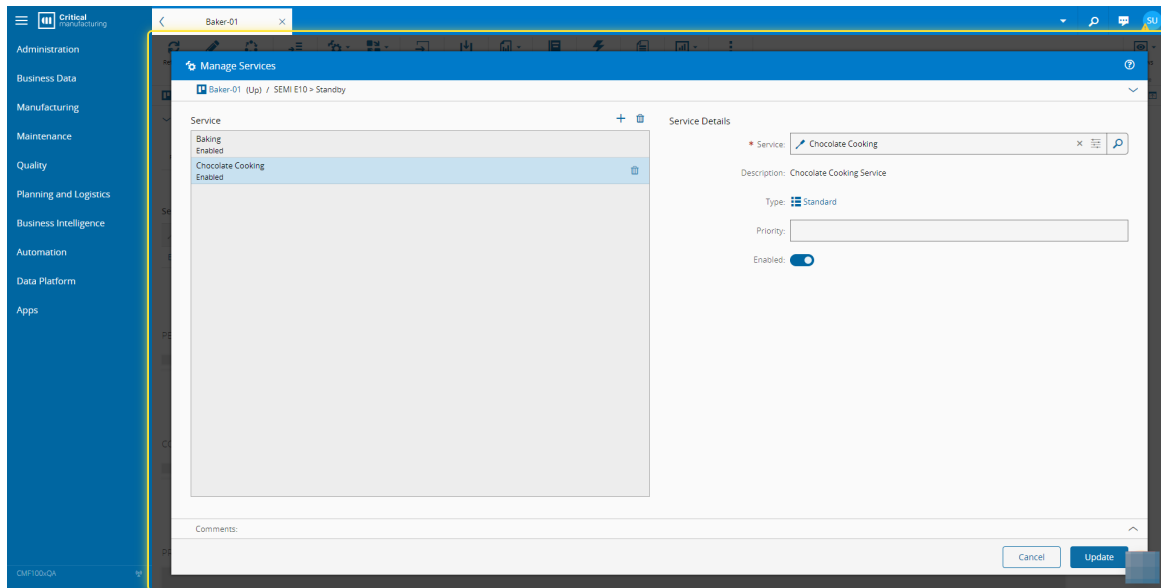 Critical
manufacturing
Baker-01
SU
Administration
Business Data
Manufacturing
Maintenance
Quality
Planning and Logistics
Business Intelligence
Automation
Data Platform
Apps
CMF100xQA
Manage Services
Baker-01 (Up) / SEMI E10 > Standby
Service
Baking
Enabled
Chocolate Cooking
Enabled
Service Details
* Service: Chocolate Cooking
Description: Chocolate Cooking Service
Type: Standard
Priority:
Enabled:
Comments:
Cancel
Update